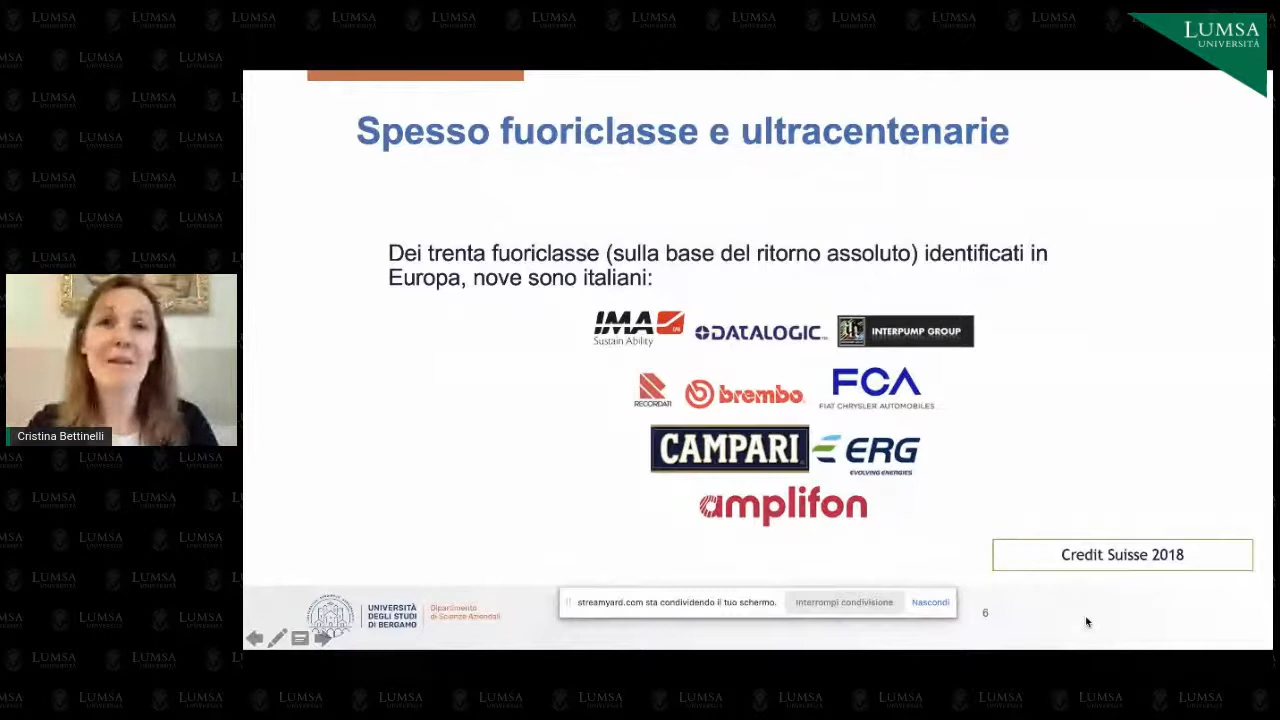 LUMSA
UNIVERSITÀ
Spesso fuoriclasse e ultracentenarie
Dei trenta fuoriclasse (sulla base del ritorno assoluto) identificati in
Europa, nove sono italiani:
IMA
Sustain Ability
DATALOGIC
INTERPUMP GROUP
RECORDATI
brembo
FCA
FIAT CHRYSLER AUTOMOBILES
CAMPARI
ERG
EVOLVING ENERGIES
amplifon
Cristina Bettinelli
Credit Suisse 2018
UNIVERSITÀ
DEGLI STUDI
DI BERGAMO
Dipartimento
di Scienze Aziendali
streamyard.com sta condividendo il tuo schermo.
Interrompi condivisione
Nascondi
6